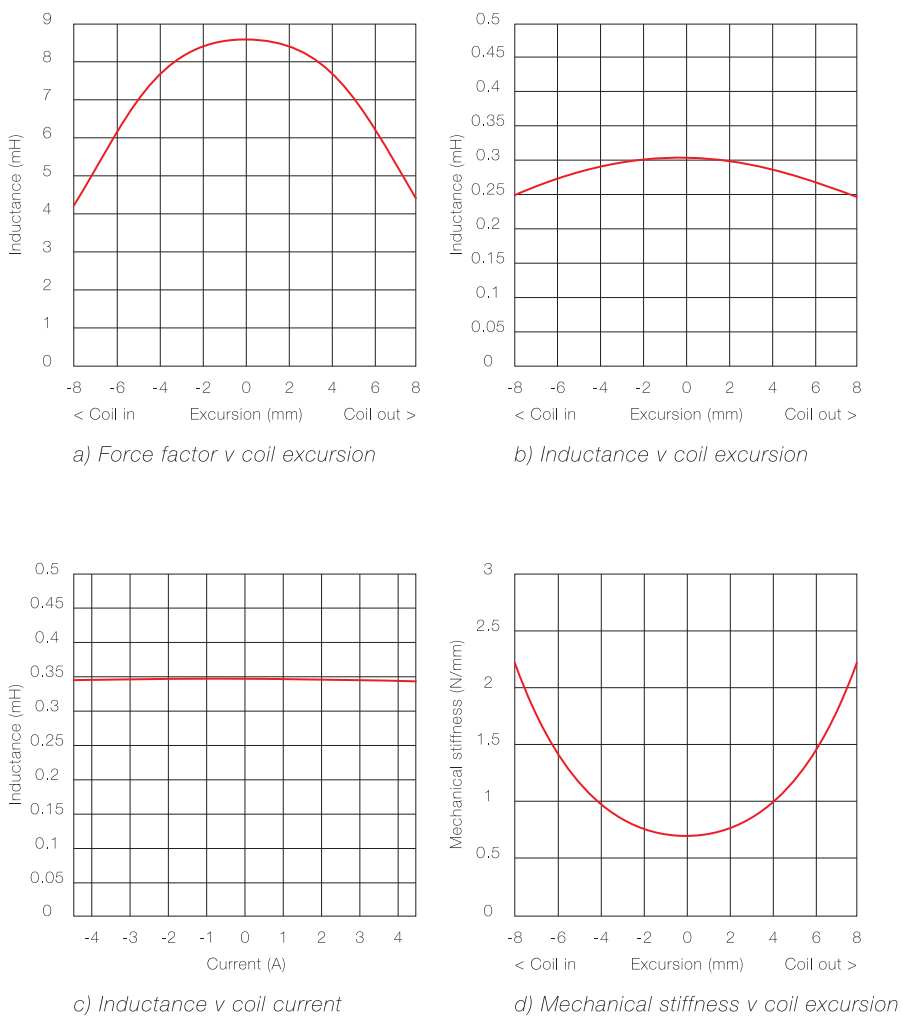 9
8
7
6
5
4
3
2
1
0
Inductance (mH)
-8 -6 -4 -2 0 2 4 6 8
< Coil in Excursion (mm) Coil out >
a) Force factor v coil excursion
0.5
0.45
0.4
0.35
0.3
0.25
0.2
0.15
0.1
0.05
0
Inductance (mH)
-8 -6 -4 -2 0 2 4 6 8
< Coil in Excursion (mm) Coil out >
b) Inductance v coil excursion
0.5
0.45
0.4
0.35
0.3
0.25
0.2
0.15
0.1
0.05
0
Inductance (mH)
-4 -3 -2 -1 0 1 2 3 4
Current (A)
c) Inductance v coil current
3
2.5
2
1.5
1
0.5
0
Mechanical stiffness (N/mm)
-8 -6 -4 -2 0 2 4 6 8
< Coil in Excursion (mm) Coil out >
d) Mechanical stiffness v coil excursion